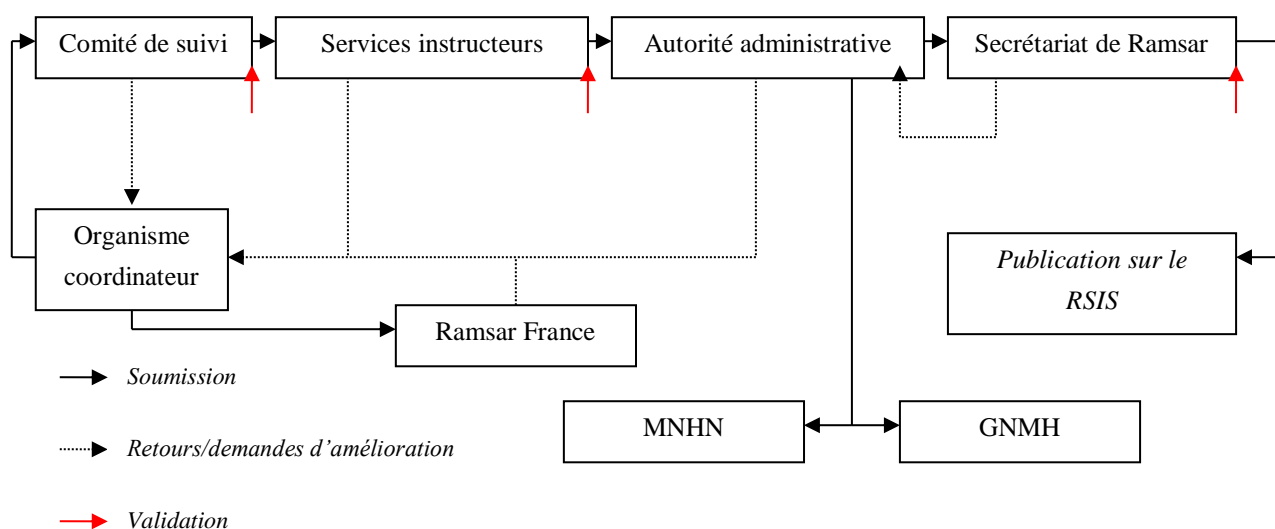 Comité de suivi
Services instructeurs
Autorité administrative
Secrétariat de Ramsar
Organisme
coordinateur
Publication sur le
RSIS
Ramsar France
Soumission
MNHN
GNMH
Retours/demandes d'amélioration
Validation